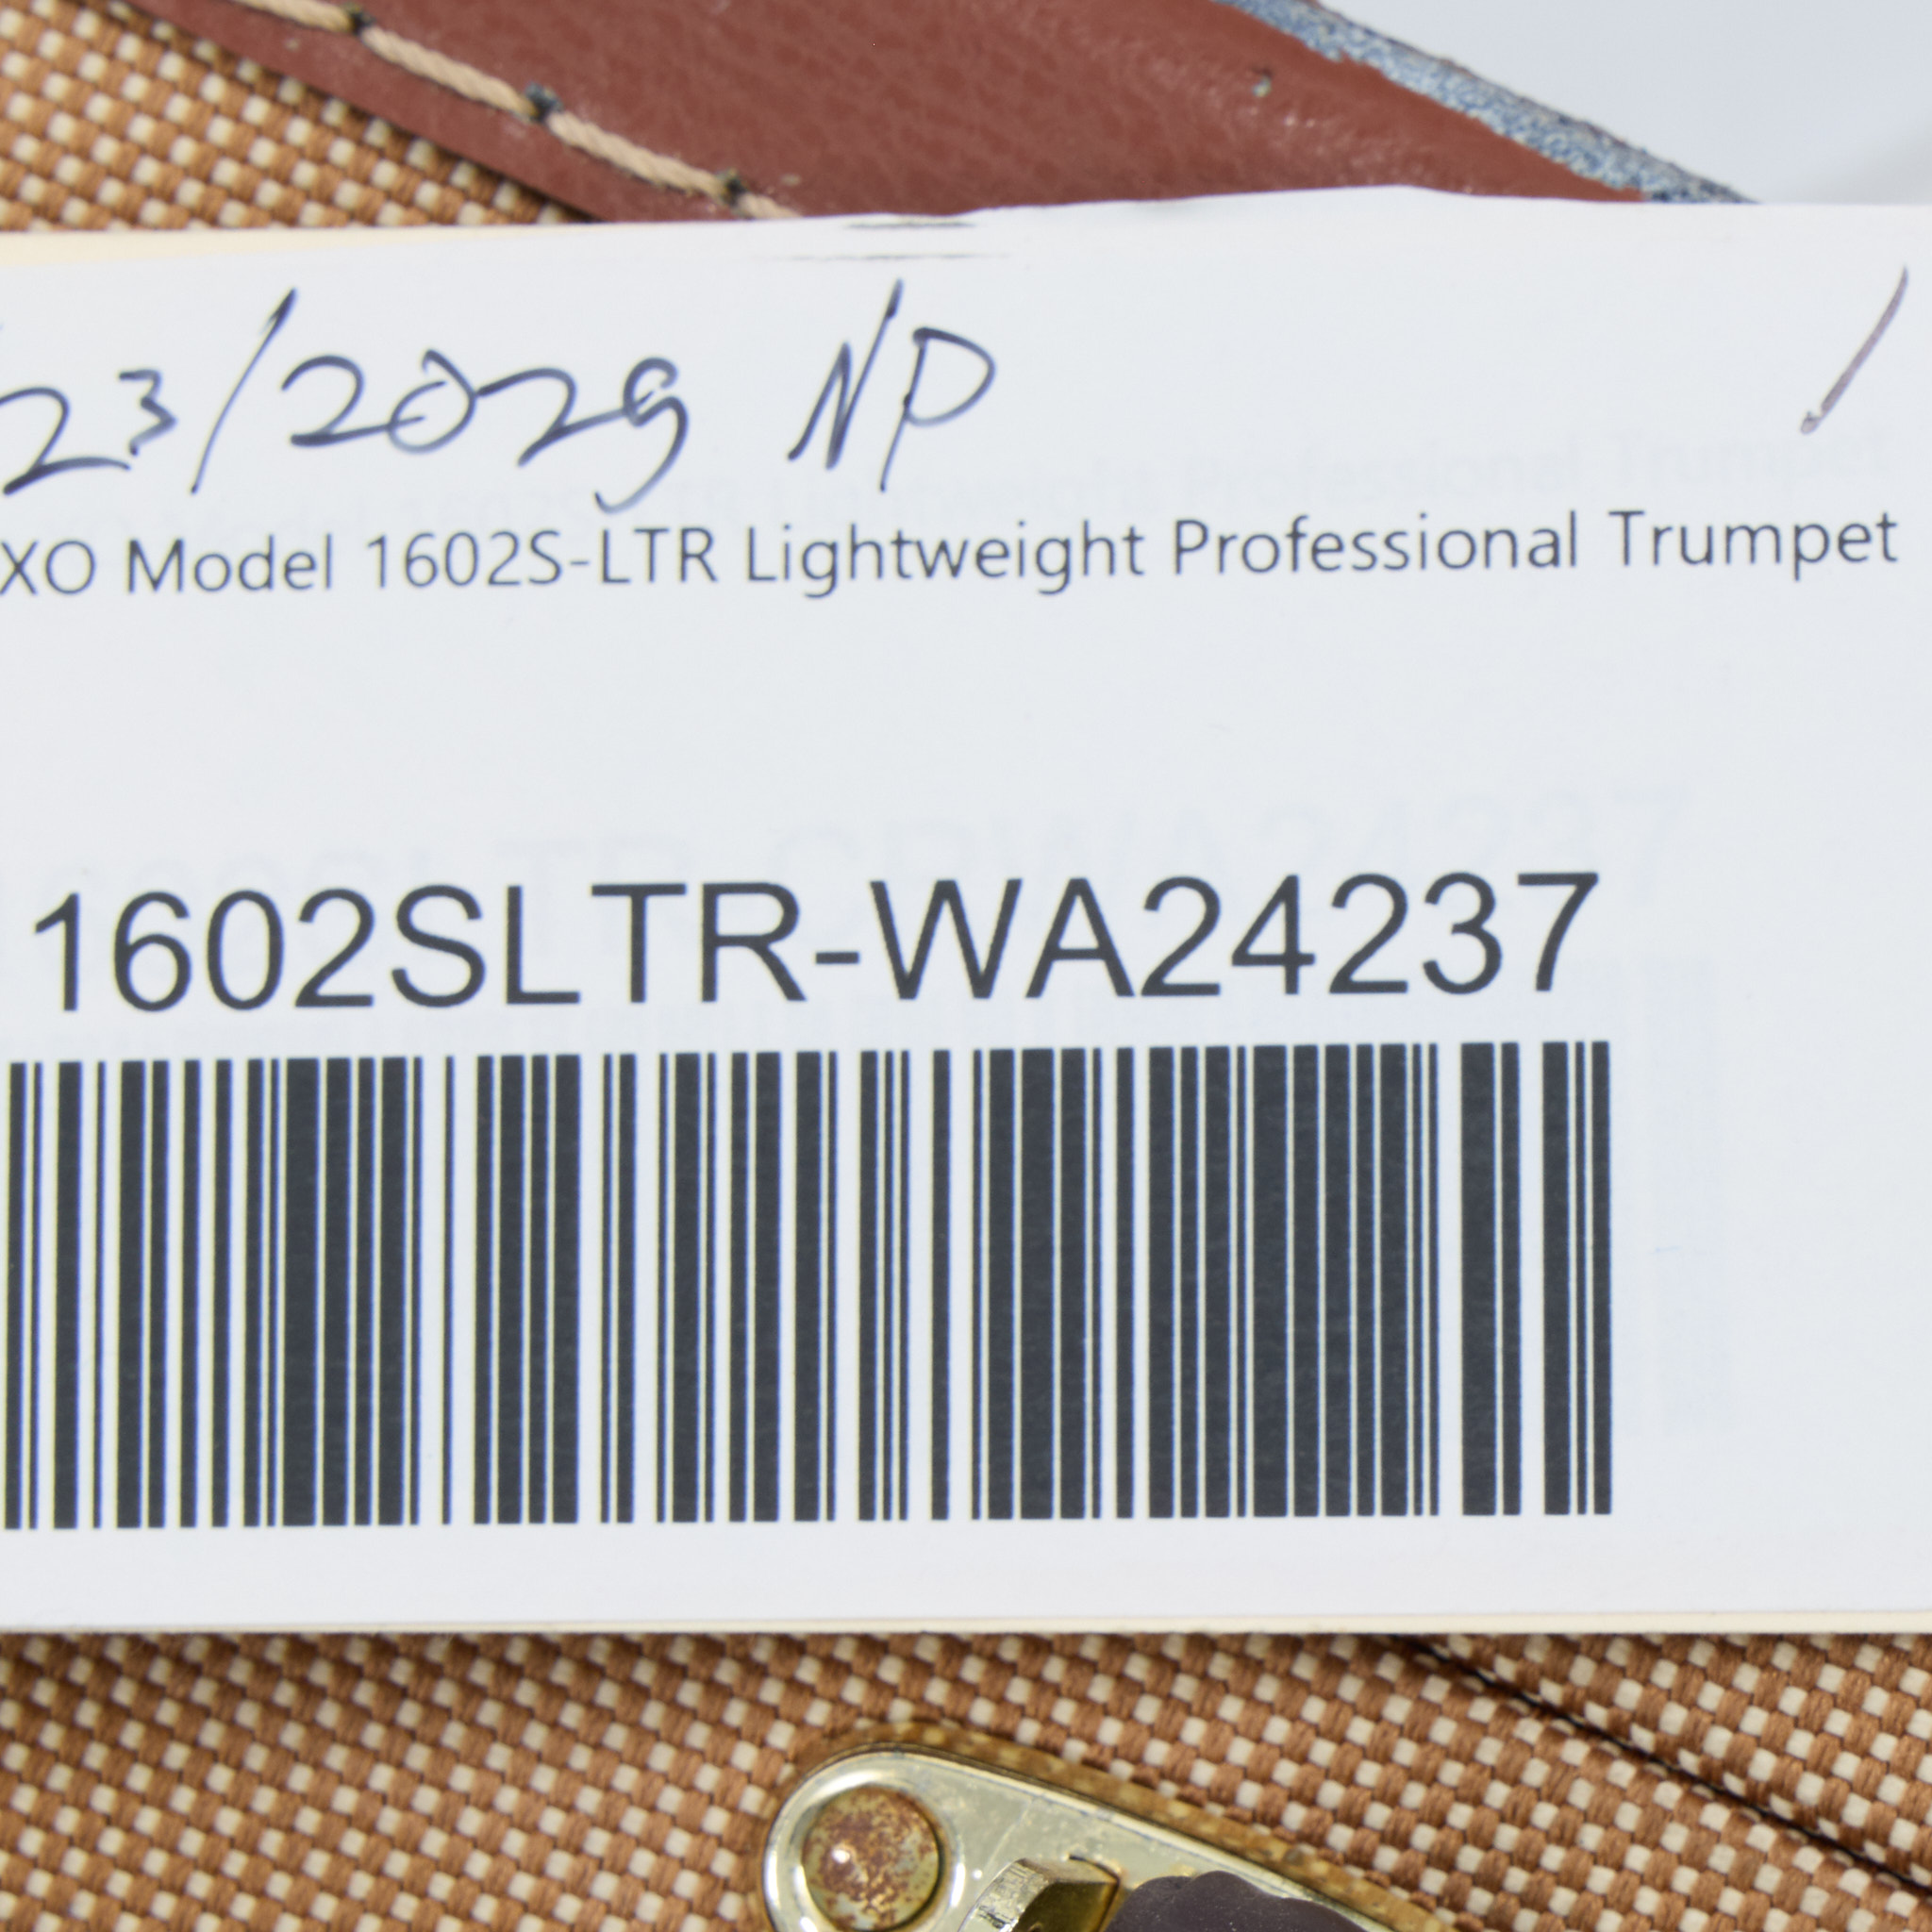 23/2029 NP
XO Model 1602S-LTR Lightweight Professional Trumpet
1602SLTR-WA24237